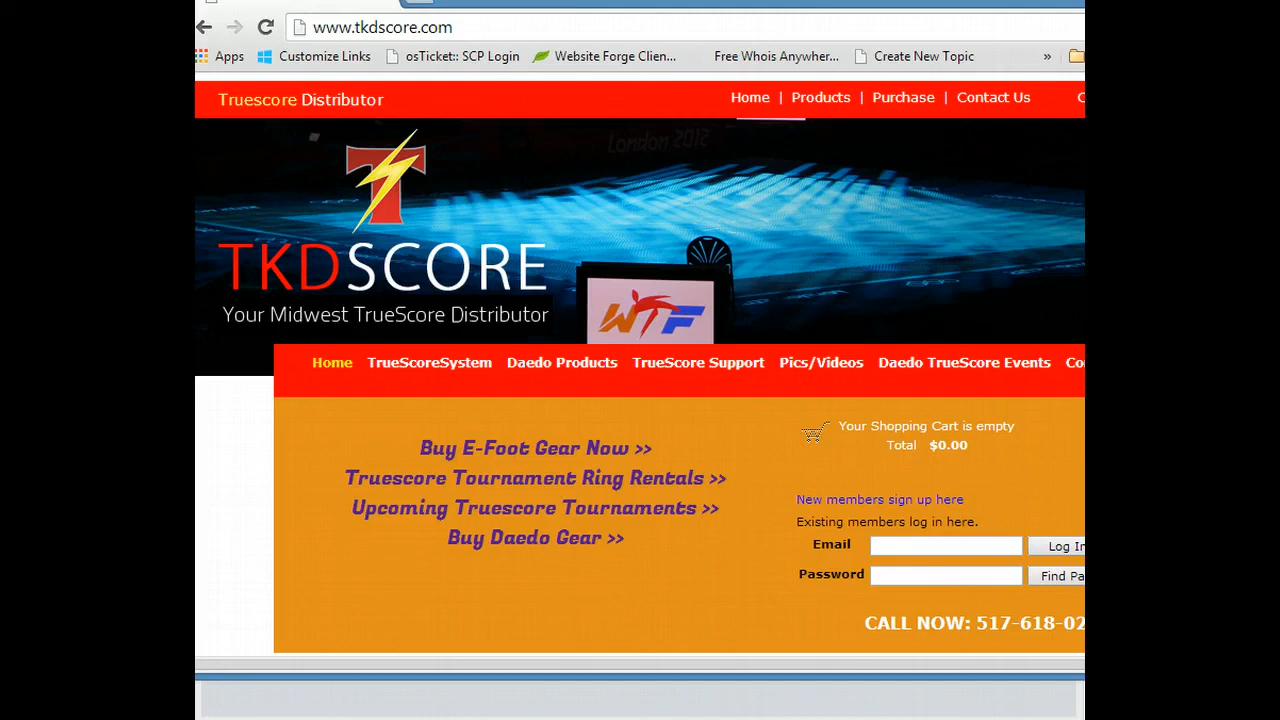 www.tkdscore.com
Apps Customize Links osTicket:: SCP Login Website Forge Clien... Free Whois Anywher... Create New Topic »
Truescore Distributor Home | Products | Purchase | Contact Us
London 2012
T
TKDSCORE
Your Midwest TrueScore Distributor
WTF
Home TrueScoreSystem Daedo Products TrueScore Support Pics/Videos Daedo TrueScore Events Co
Your Shopping Cart is empty
Total $0.00
Buy E-Foot Gear Now >>
Truescore Tournament Ring Rentals >>
Upcoming Truescore Tournaments >>
Buy Daedo Gear >>
New members sign up here
Existing members log in here.
Email Log In
Password Find Pa
CALL NOW: 517-618-02